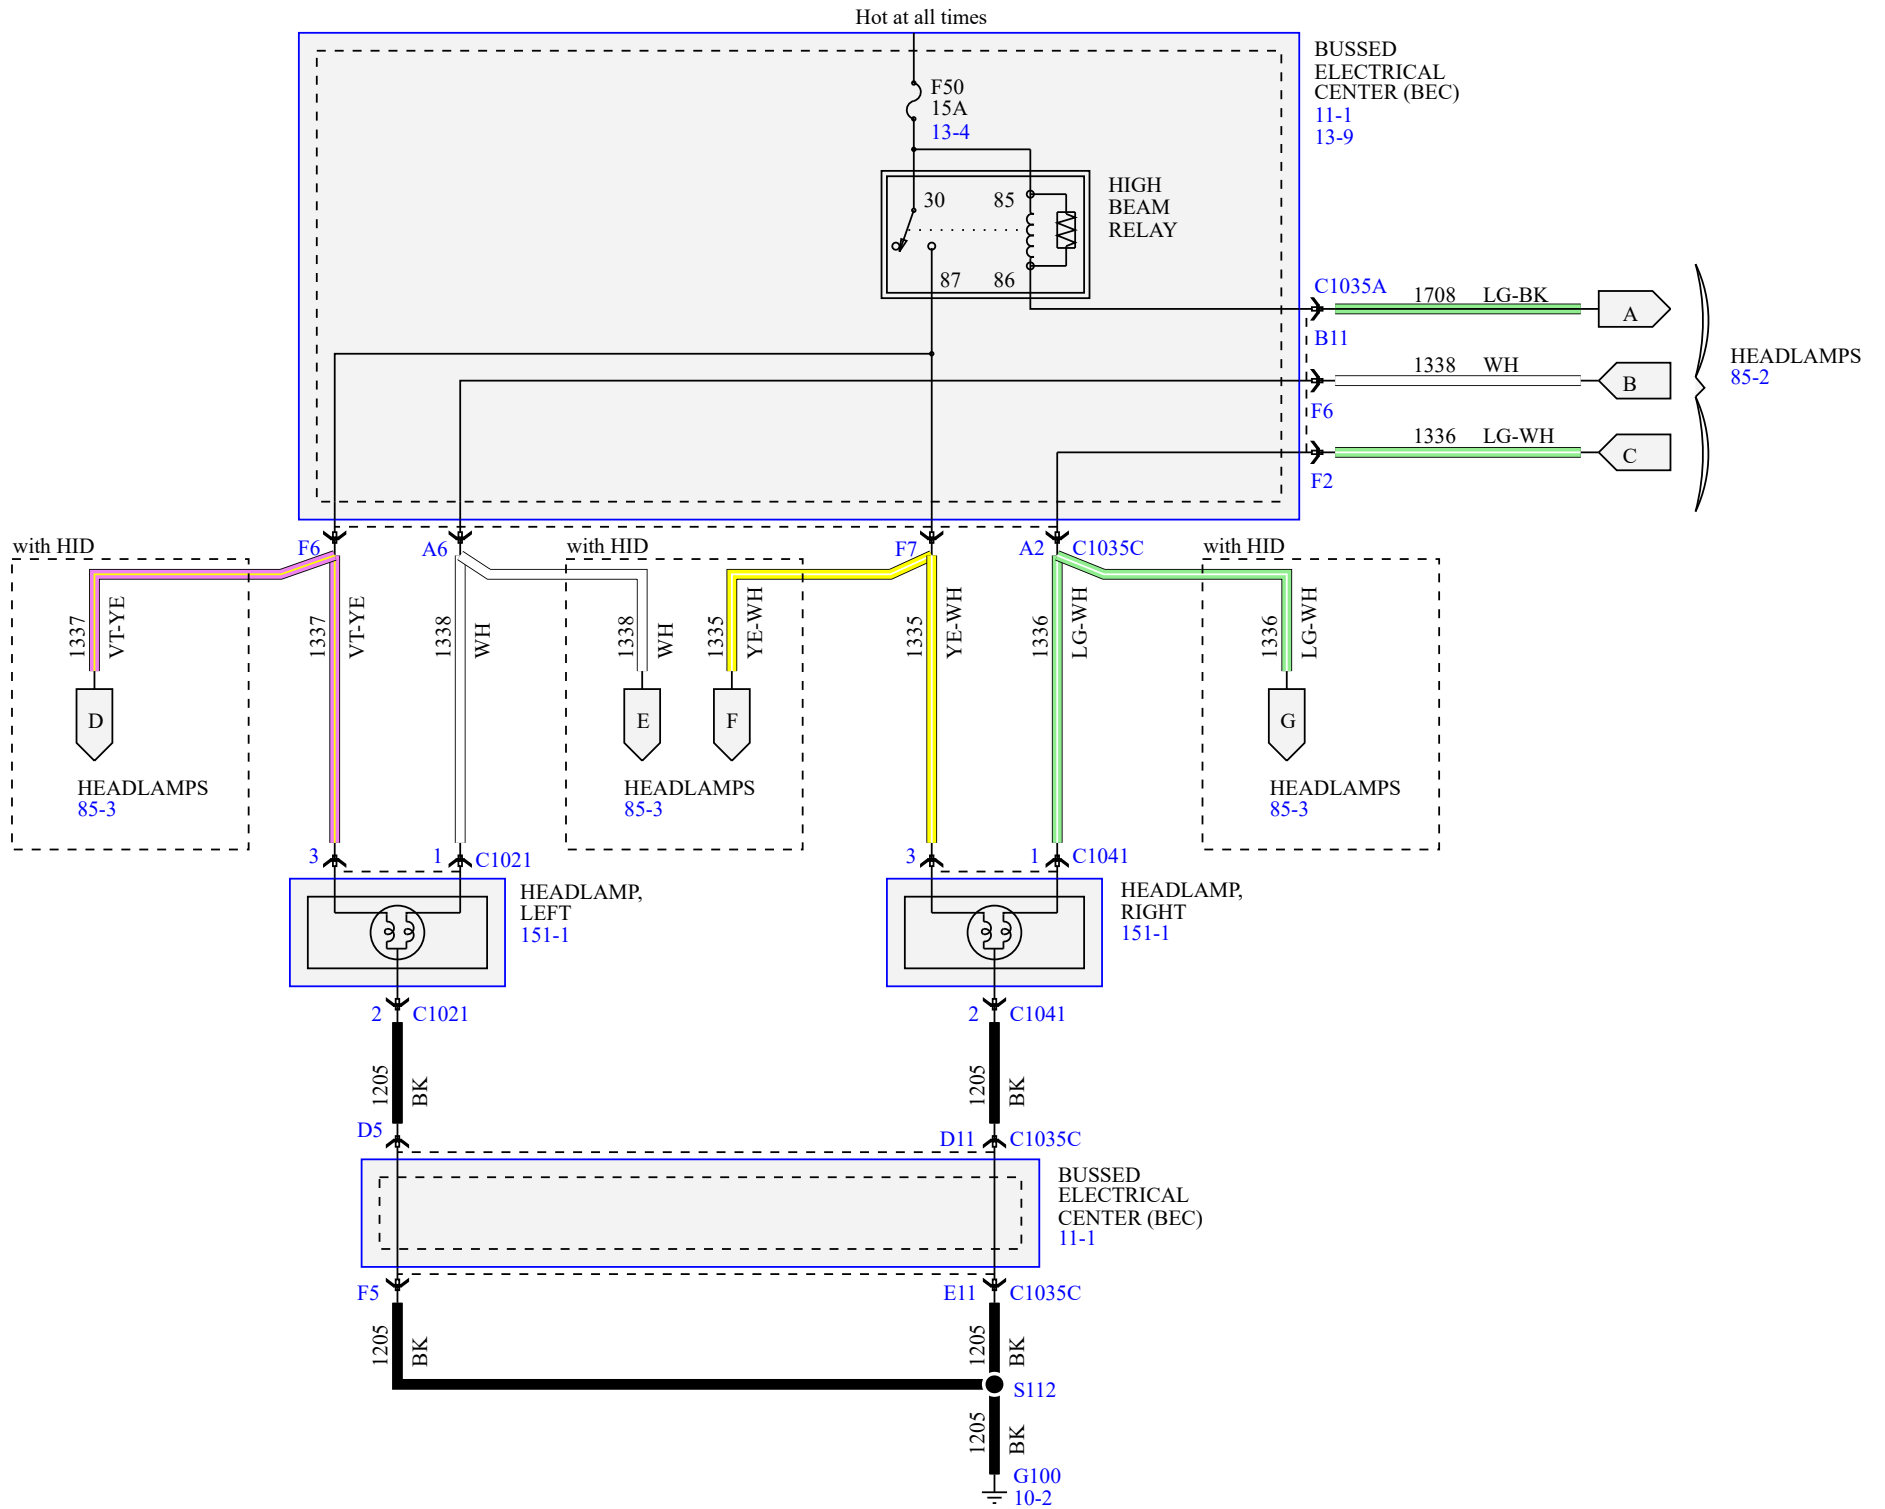 Hot at all times
BUSSED
ELECTRICAL
CENTER (BEC)
11-1
13-9
F50
15A
13-4
HIGH
BEAM
RELAY
30
85
87
86
C1035A
1708 LG-BK
A
B11
1338 WH
B
F6
1336 LG-WH
C
F2
HEADLAMPS
85-2
with HID
F6
A6
with HID
F7
A2
C1035C
with HID
1337
VT-YE
1337
VT-YE
1338
WH
1338
WH
1335
YE-WH
1335
YE-WH
1336
LG-WH
1336
LG-WH
D
E
F
G
HEADLAMPS
85-3
HEADLAMPS
85-3
HEADLAMPS
85-3
3
1
C1021
3
1
C1041
HEADLAMP,
LEFT
151-1
HEADLAMP,
RIGHT
151-1
2
C1021
2
C1041
1205
BK
1205
BK
D5
D11
C1035C
BUSSED
ELECTRICAL
CENTER (BEC)
11-1
F5
E11
C1035C
1205
BK
1205
BK
S112
1205
BK
G100
10-2